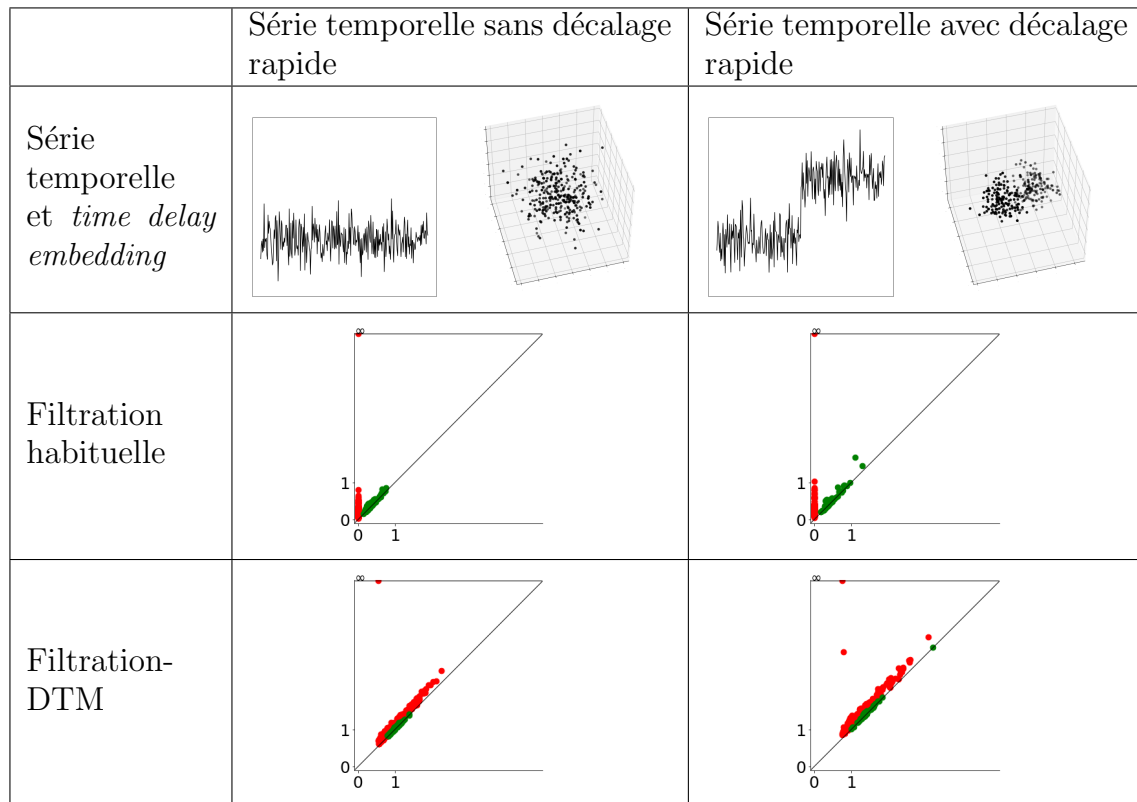 Série temporelle sans décalage
rapide
Série temporelle avec décalage
rapide
Série
temporelle
et time delay
embedding
Filtration
habituelle
∞
1
0
0 1
∞
1
0
0 1
Filtration-
DTM
∞
1
0
0 1
∞
1
0
0 1